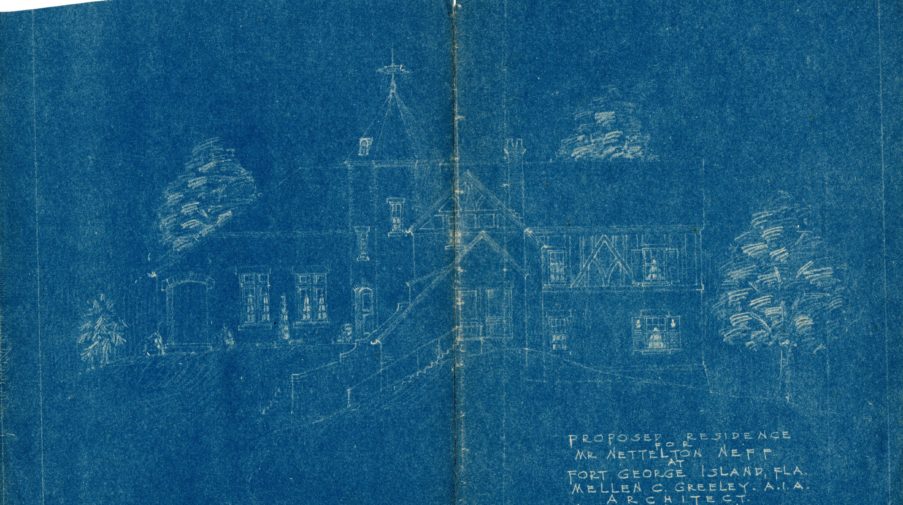 PROPOSED RESIDENCE
FOR
MR NETTELTON NEFF
AT
FORT GEORGE ISLAND, FLA.
MELLEN C. GREELEY. A.I.A.
ARCHITECT.